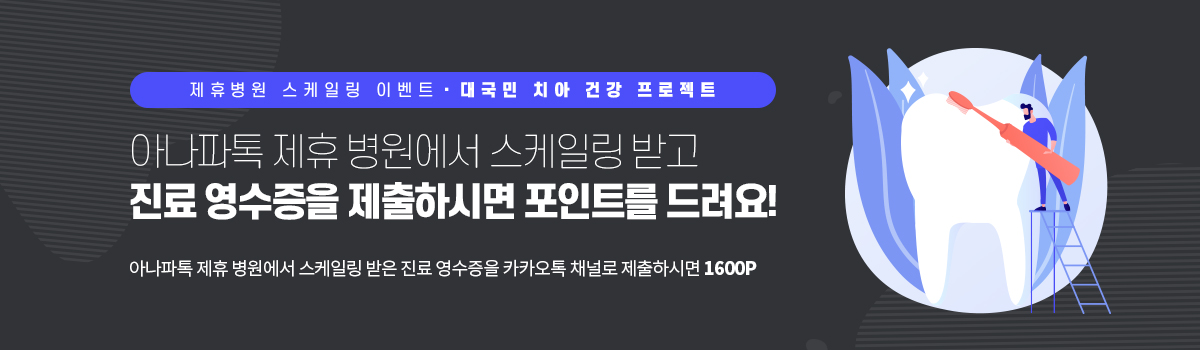 제휴병원 스케일링 이벤트 · 대국민 치아 건강 프로젝트
아나파톡 제휴 병원에서 스케일링 받고
진료 영수증을 제출하시면 포인트를 드려요!
아나파톡 제휴 병원에서 스케일링 받은 진료 영수증을 카카오톡 채널로 제출하시면 1600P